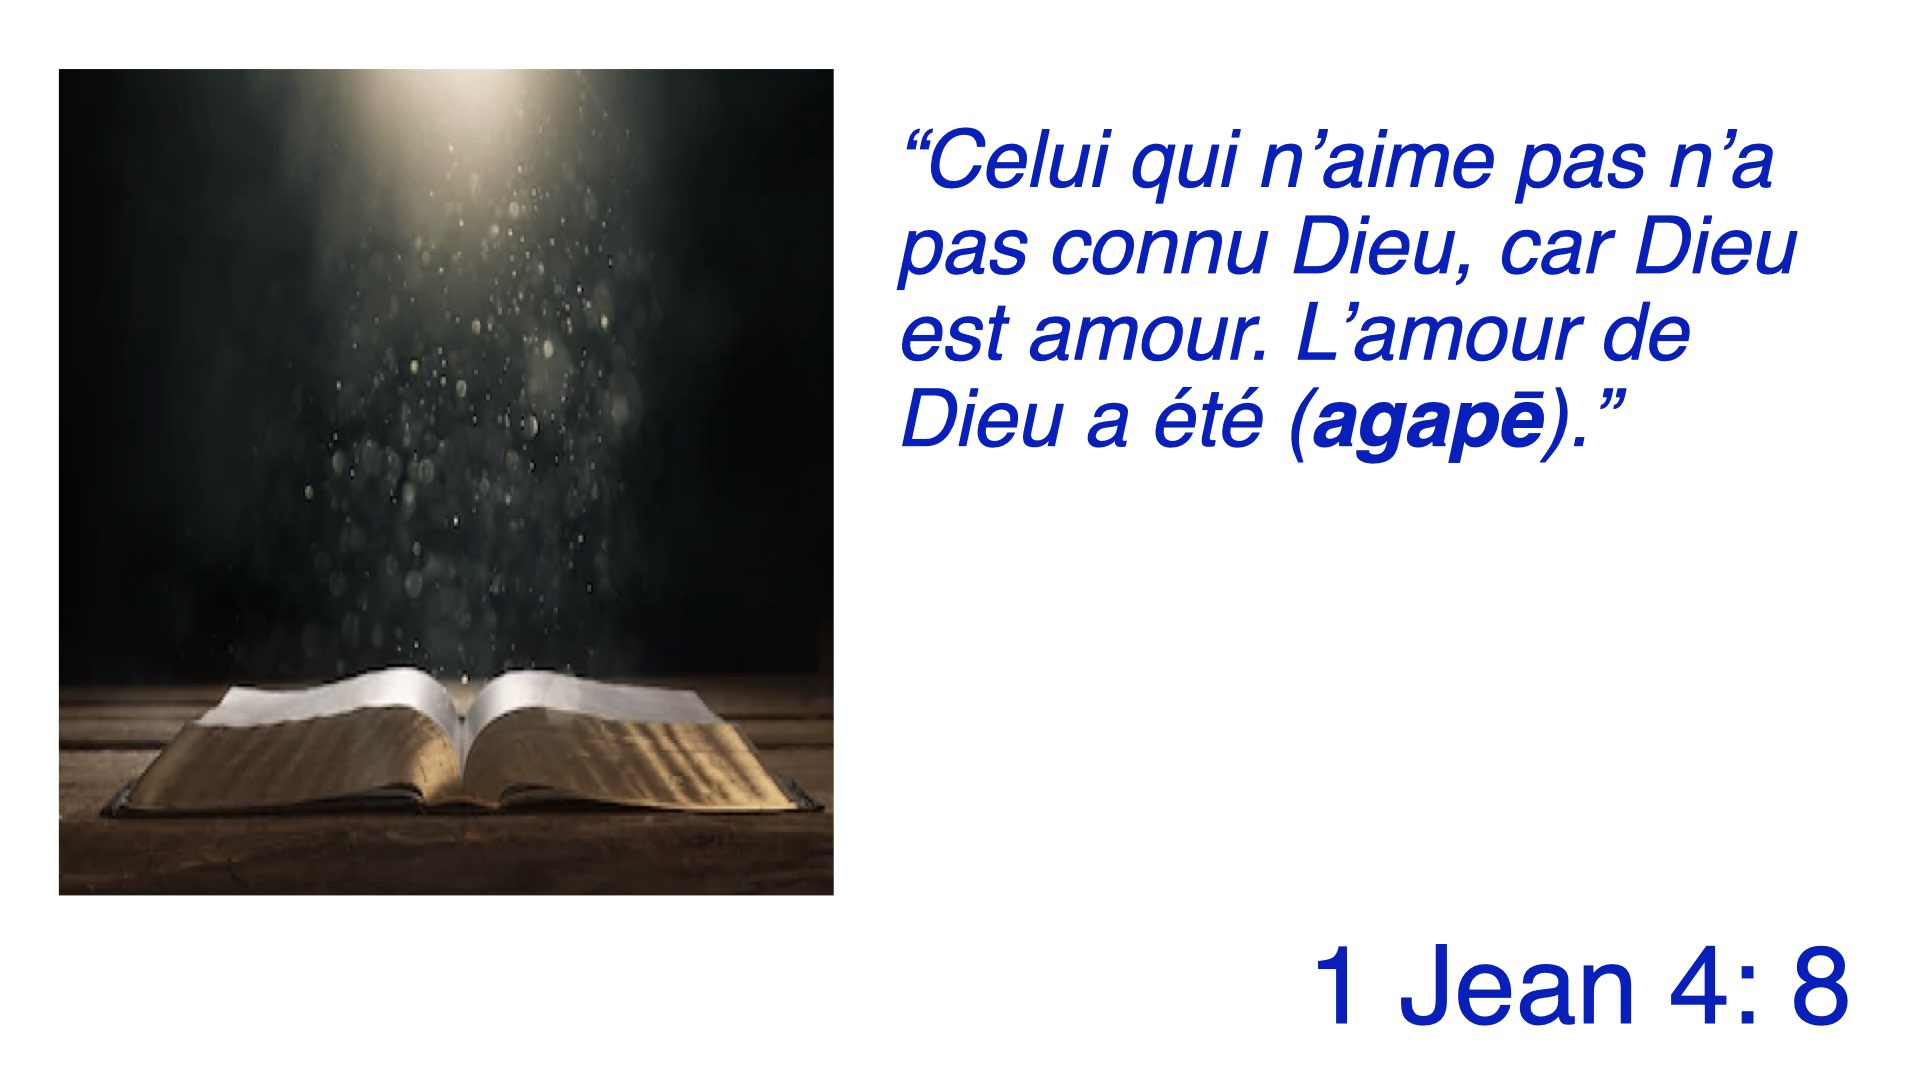 “Celui qui n’aime pas n’a
pas connu Dieu, car Dieu
est amour. L’amour de
Dieu a été (agapē).”
1 Jean 4: 8